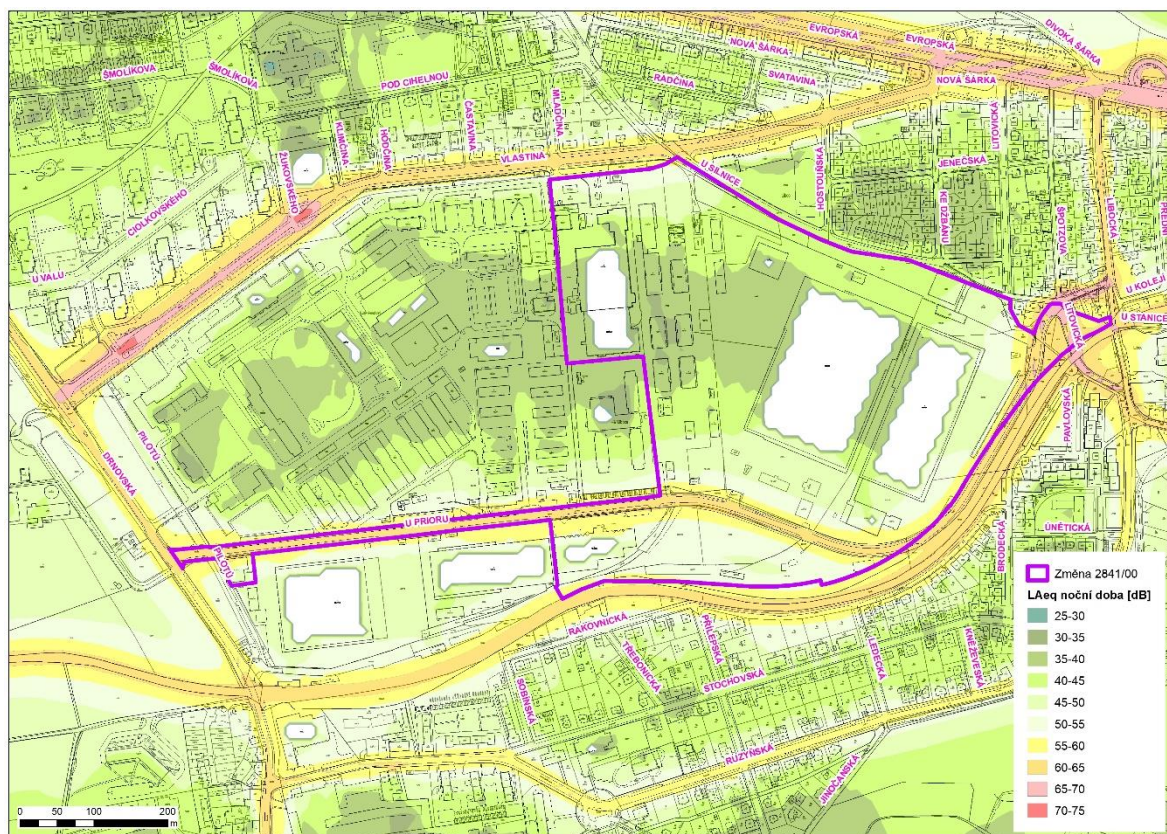 DIVOKÁ ŠÁRKA
EVROPSKÁ
EVROPSKÁ
NOVÁ ŠÁRKA
NOVÁ ŠÁRKA
SVATAVINA
RADČINA
ŠMOLÍKOVA
ŠMOLÍKOVA
POD CIHELNOU
MLADČINA
ČASTAVINA
HODČINA
KLIMČINA
ŽUKOVSKÉHO
VLASTINA
U SILNICE
HOSTOUŇSKÁ
LITOVICKÁ
JENEČSKÁ
KE DŽBÁNU
ŠPOTZOVA
LIBOCKÁ
CIOLKOVSKÉHO
U VALU
U KOLEJÍ
U STANICE
LITOVICKÁ
PAVLOVSKÁ
PILOTŮ
DRNOVSKÁ
U PRIORU
PILOTŮ
ÚNĚTICKÁ
BRODECKÁ
RAKOVNICKÁ
PŘÍLEPSKÁ
TŘEBONICKÁ
STOCHOVSKÁ
LEDECKÁ
KNĚŽEVESKÁ
SOBÍNSKÁ
RUZYŇSKÁ
JINOČANSKÁ
Změna 2841/00
LAeq noční doba [dB]
25-30
30-35
35-40
40-45
45-50
50-55
55-60
60-65
65-70
70-75
0 50 100 200
m